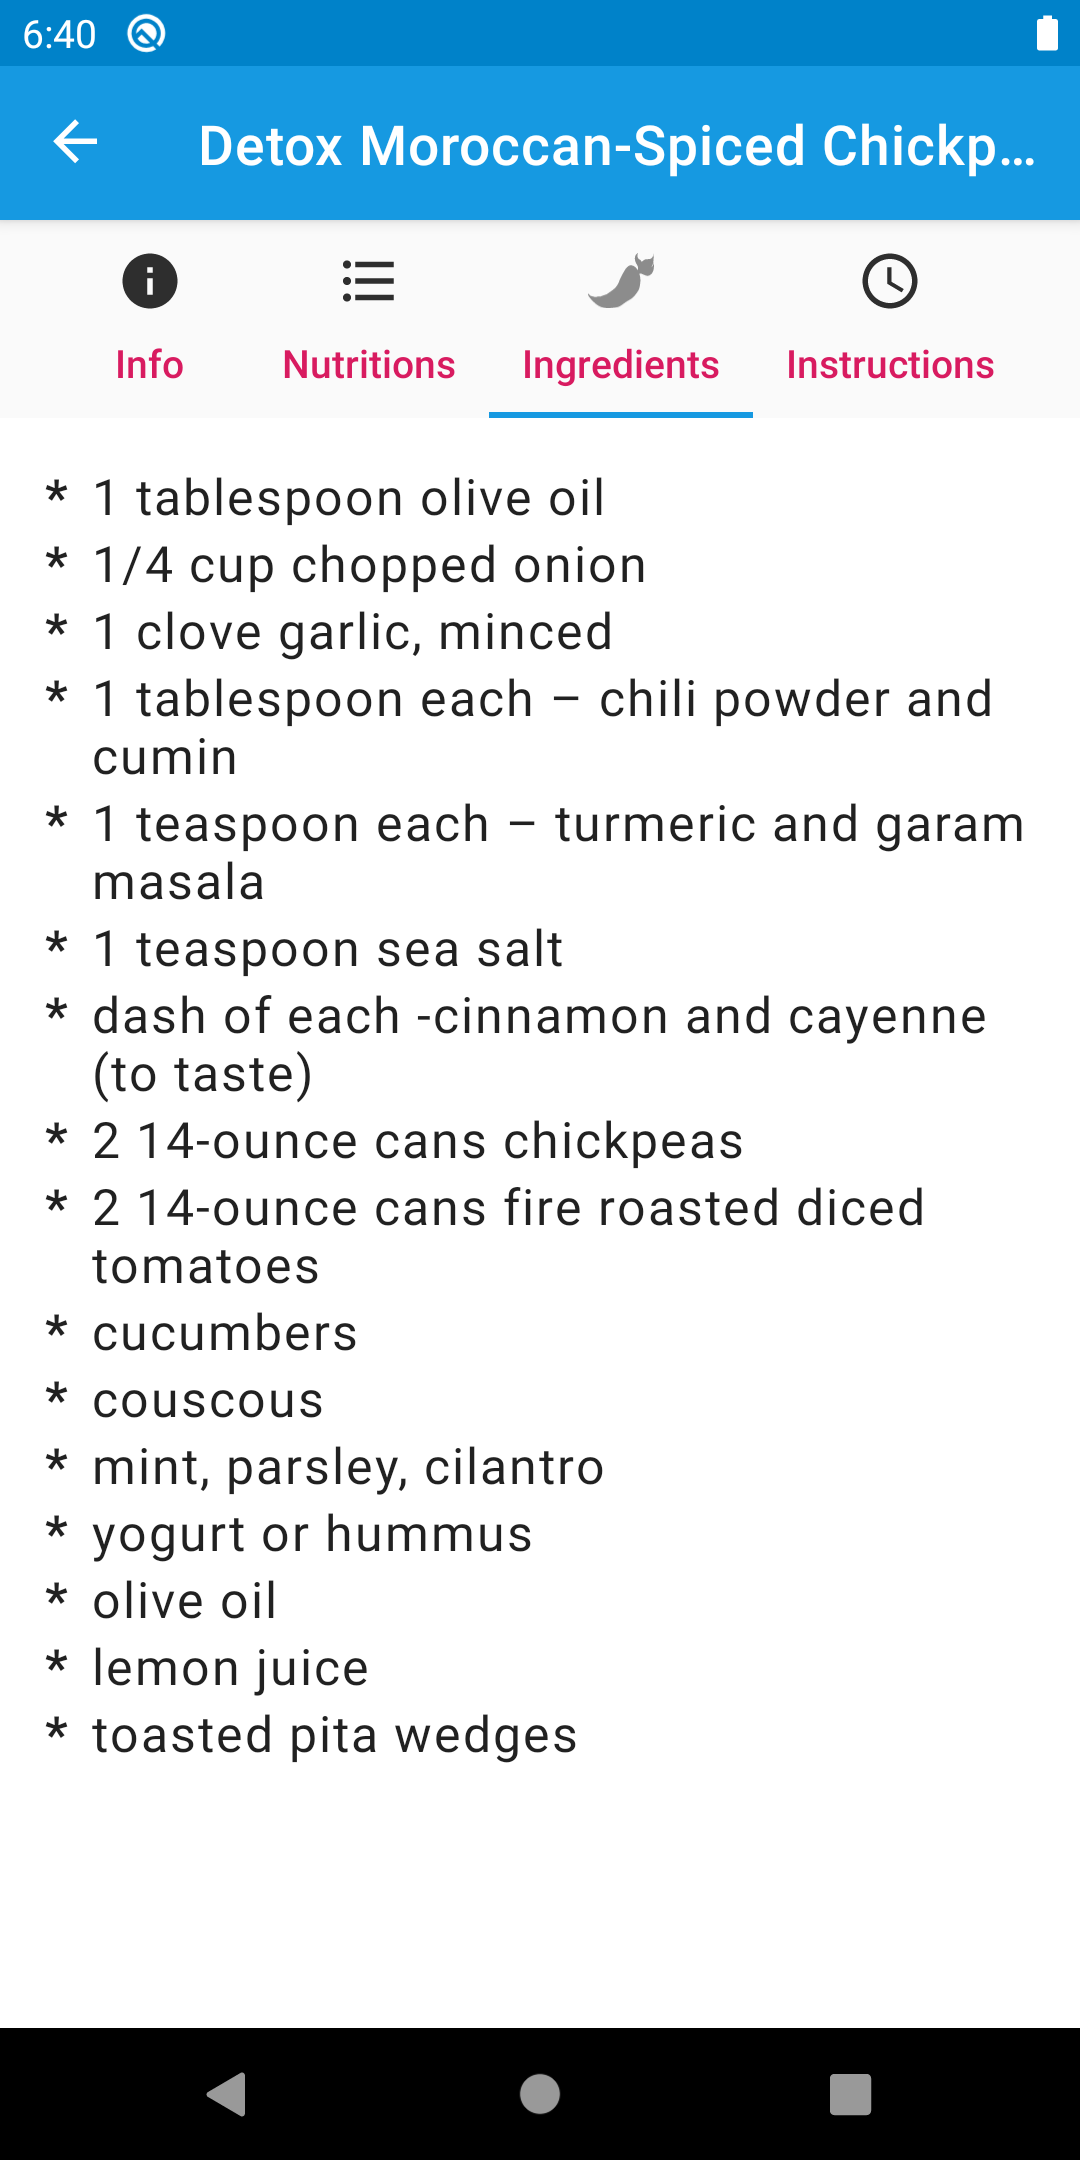 6:40
Detox Moroccan-Spiced Chickp...
Info
Nutritions
Ingredients
Instructions
* 1 tablespoon olive oil
* 1/4 cup chopped onion
* 1 clove garlic, minced
* 1 tablespoon each – chili powder and
cumin
* 1 teaspoon each – turmeric and garam
masala
* 1 teaspoon sea salt
* dash of each -cinnamon and cayenne
(to taste)
* 2 14-ounce cans chickpeas
* 2 14-ounce cans fire roasted diced
tomatoes
* cucumbers
* couscous
* mint, parsley, cilantro
* yogurt or hummus
* olive oil
* lemon juice
* toasted pita wedges